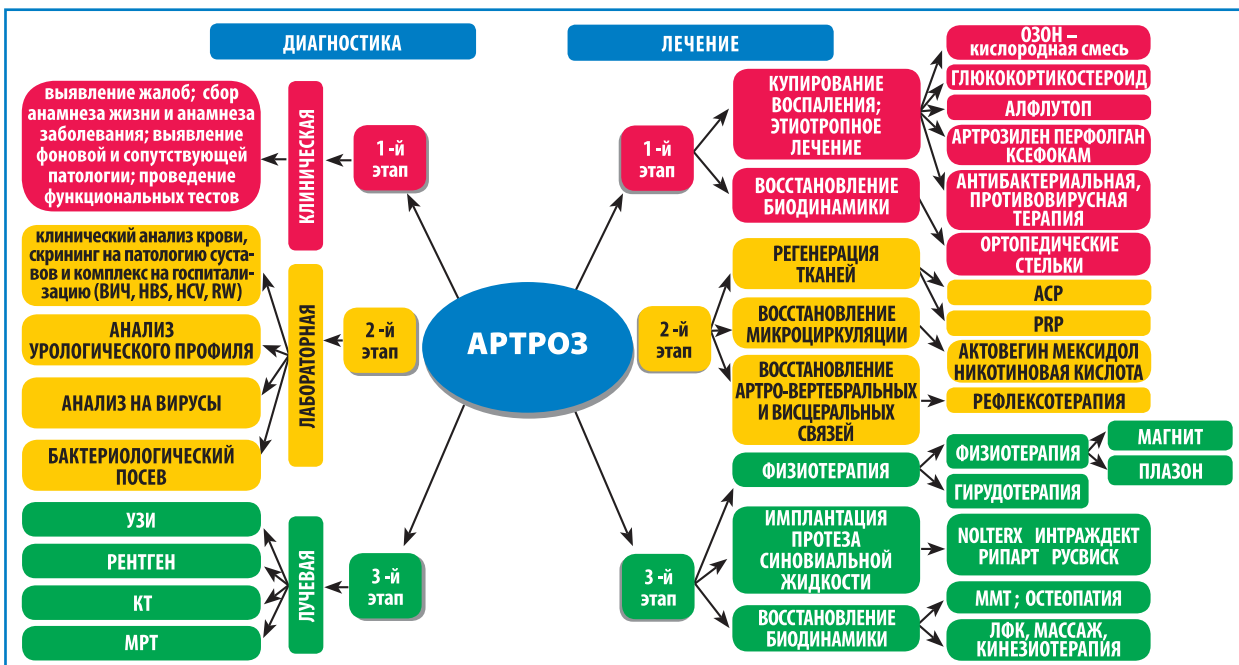 ДИАГНОСТИКА
ЛЕЧЕНИЕ
АРТРОЗ
1-й
этап
КЛИНИЧЕСКАЯ
выявление жалоб; сбор
анамнеза жизни и анамнеза
заболевания; выявление
фоновой и сопутствующей
патологии; проведение
функциональных тестов
2-й
этап
ЛАБОРАТОРНАЯ
клинический анализ крови,
скрининг на патологию суста-
вов и комплекс на госпитали-
зацию (ВИЧ, HBS, HCV, RW)
АНАЛИЗ
УРОЛОГИЧЕСКОГО ПРОФИЛЯ
АНАЛИЗ НА ВИРУСЫ
БАКТЕРИОЛОГИЧЕСКИЙ
ПОСЕВ
3-й
этап
ЛУЧЕВАЯ
УЗИ
РЕНТГЕН
КТ
МРТ
1-й
этап
КУПИРОВАНИЕ
ВОСПАЛЕНИЯ;
ЭТИОТРОПНОЕ
ЛЕЧЕНИЕ
ОЗОН –
кислородная смесь
ГЛЮКОКОРТИКОСТЕРОИД
АЛФЛУТОП
АРТРОЗИЛЕН ПЕРФОЛГАН
КСЕФОКАМ
АНТИБАКТЕРИАЛЬНАЯ,
ПРОТИВОВИРУСНАЯ
ТЕРАПИЯ
ВОССТАНОВЛЕНИЕ
БИОДИНАМИКИ
ОРТОПЕДИЧЕСКИЕ
СТЕЛЬКИ
2-й
этап
РЕГЕНЕРАЦИЯ
ТКАНЕЙ
ACP
PRP
ВОССТАНОВЛЕНИЕ
МИКРОЦИРКУЛЯЦИИ
АКТОВЕГИН МЕКСИДОЛ
НИКОТИНОВАЯ КИСЛОТА
ВОССТАНОВЛЕНИЕ
АРТРО-ВЕРТЕБРАЛЬНЫХ
И ВИСЦЕРАЛЬНЫХ
СВЯЗЕЙ
РЕФЛЕКСОТЕРАПИЯ
3-й
этап
ФИЗИОТЕРАПИЯ
ФИЗИОТЕРАПИЯ
МАГНИТ
ПЛАЗОН
ГИРУДОТЕРАПИЯ
ИМПЛАНТАЦИЯ
ПРОТЕЗА
СИНОВИАЛЬНОЙ
ЖИДКОСТИ
NOLTERX ИНТРАЖДЕКТ
РИПАРТ РУСВИСК
ВОССТАНОВЛЕНИЕ
БИОДИНАМИКИ
ММТ ; ОСТЕОПАТИЯ
ЛФК, МАССАЖ,
КИНЕЗИОТЕРАПИЯ